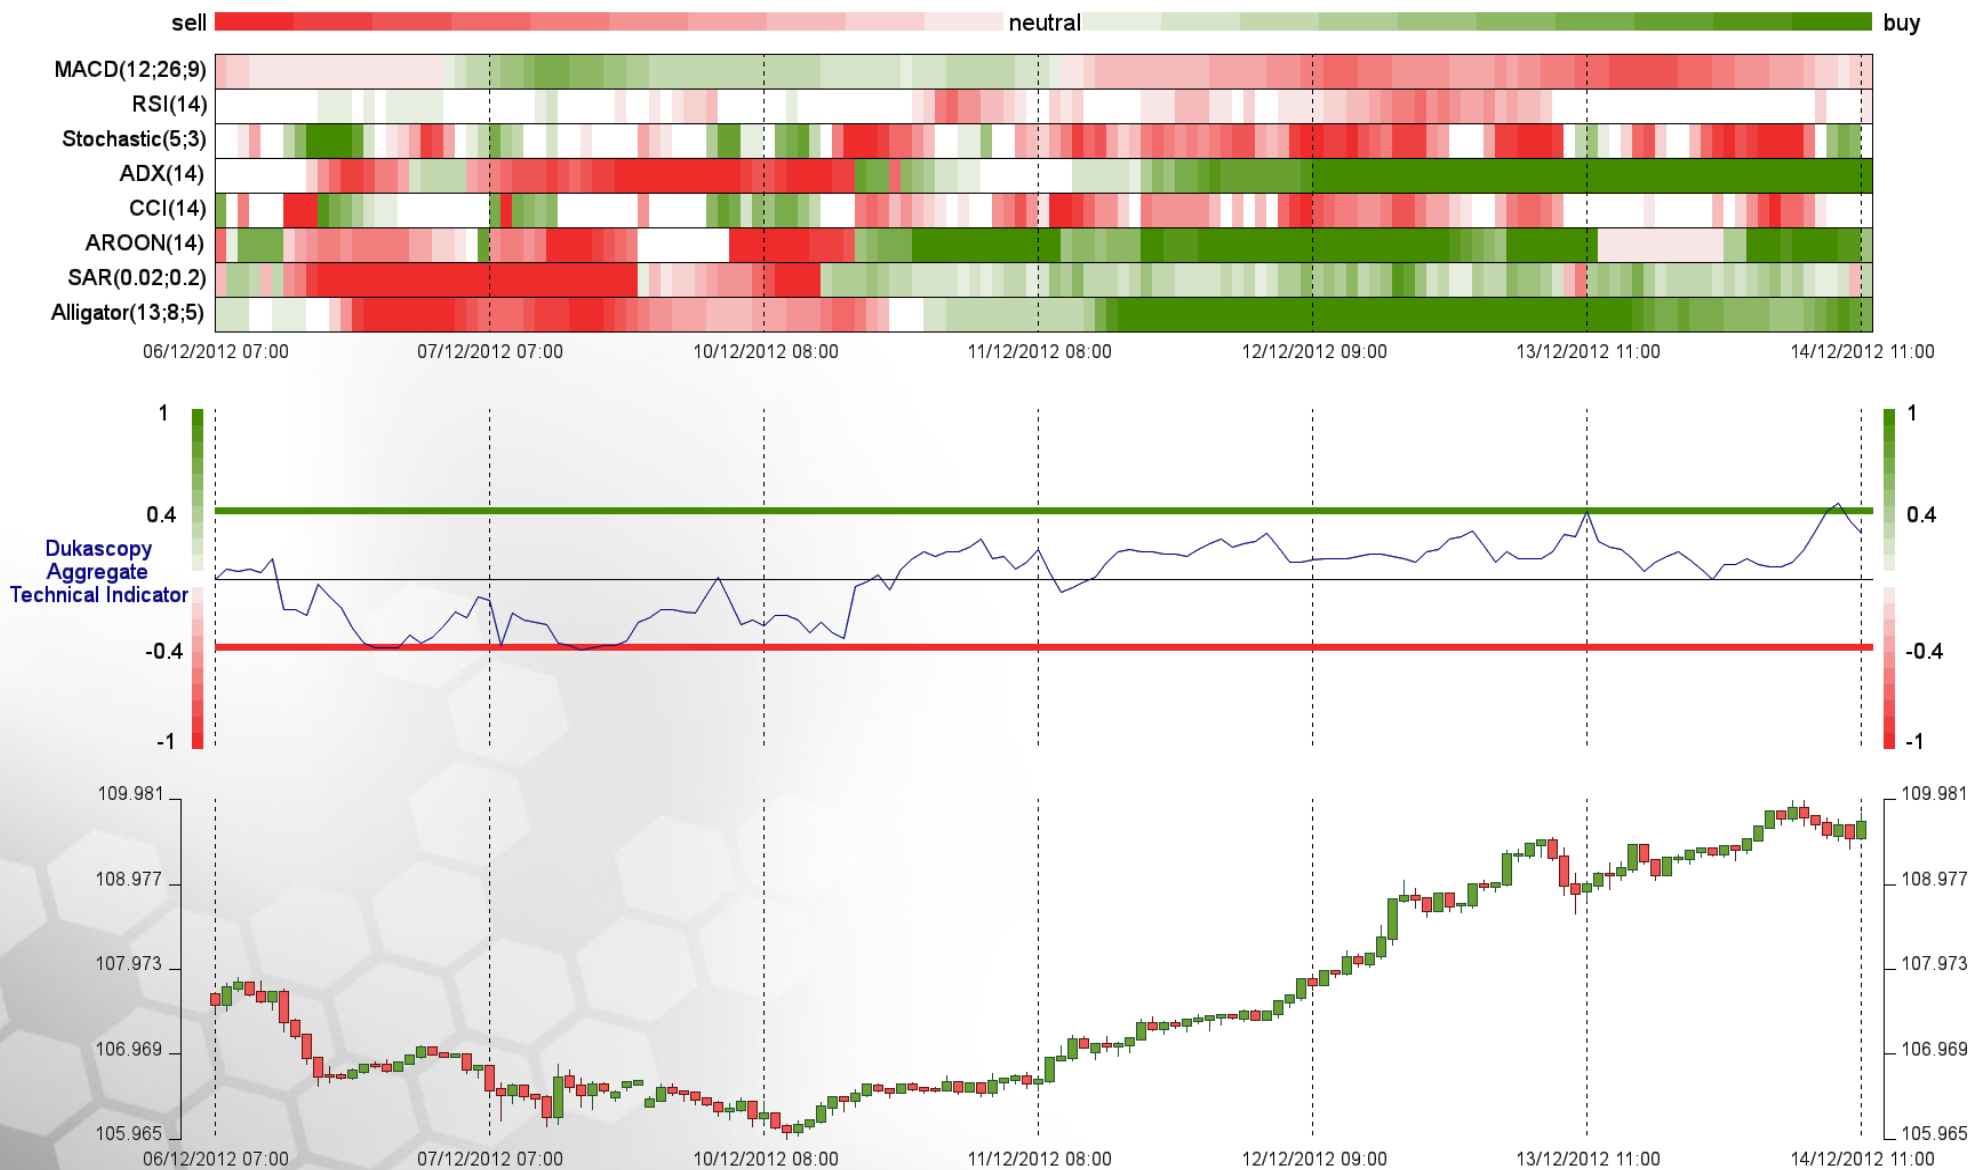 sell neutral buy
MACD(12;26;9)
RSI(14)
Stochastic(5;3)
ADX(14)
CCI(14)
AROON(14)
SAR(0.02;0.2)
Alligator(13;8;5)
06/12/2012 07:00 07/12/2012 07:00 10/12/2012 08:00 11/12/2012 08:00 12/12/2012 09:00 13/12/2012 11:00 14/12/2012 11:00
1 1
0.4 0.4
Dukascopy
Aggregate
Technical Indicator
-0.4 -0.4
-1 -1
109.981 109.981
108.977 108.977
107.973 107.973
106.969 106.969
105.965 105.965
06/12/2012 07:00 07/12/2012 07:00 10/12/2012 08:00 11/12/2012 08:00 12/12/2012 09:00 13/12/2012 11:00 14/12/2012 11:00